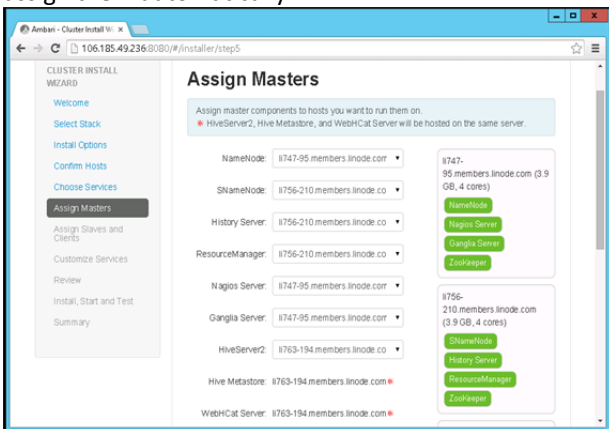 Ambari - Cluster Install Wi
106.185.49.236:8080/#/installer/step5
CLUSTER INSTALL
WIZARD
Welcome
Select Stack
Install Options
Confirm Hosts
Choose Services
Assign Masters
Assign Slaves and
Clients
Customize Services
Review
Install, Start and Test
Summary
Assign Masters
Assign master components to hosts you want to run them on.
* HiveServer2, Hive Metastore, and WebHCat Server will be hosted on the same server.
NameNode: li747-95.members.linode.com
SNameNode: li756-210.members.linode.co
History Server: li756-210.members.linode.co
ResourceManager: li756-210.members.linode.co
Nagios Server: li747-95.members.linode.com
Ganglia Server: li747-95.members.linode.com
HiveServer2: li763-194.members.linode.co
Hive Metastore: li763-194.members.linode.com*
WebHCat Server: li763-194.members.linode.com*
li747-
95.members.linode.com (3.9
GB, 4 cores)
NameNode
Nagios Server
Ganglia Server
ZooKeeper
li756-
210.members.linode.com
(3.9 GB, 4 cores)
SNameNode
History Server
ResourceManager
ZooKeeper